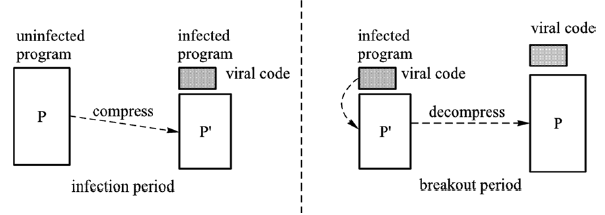 uninfected
program
infected
program
viral code
P
compress
P'
infection period
infected
program
viral code
viral code
P'
decompress
P
breakout period